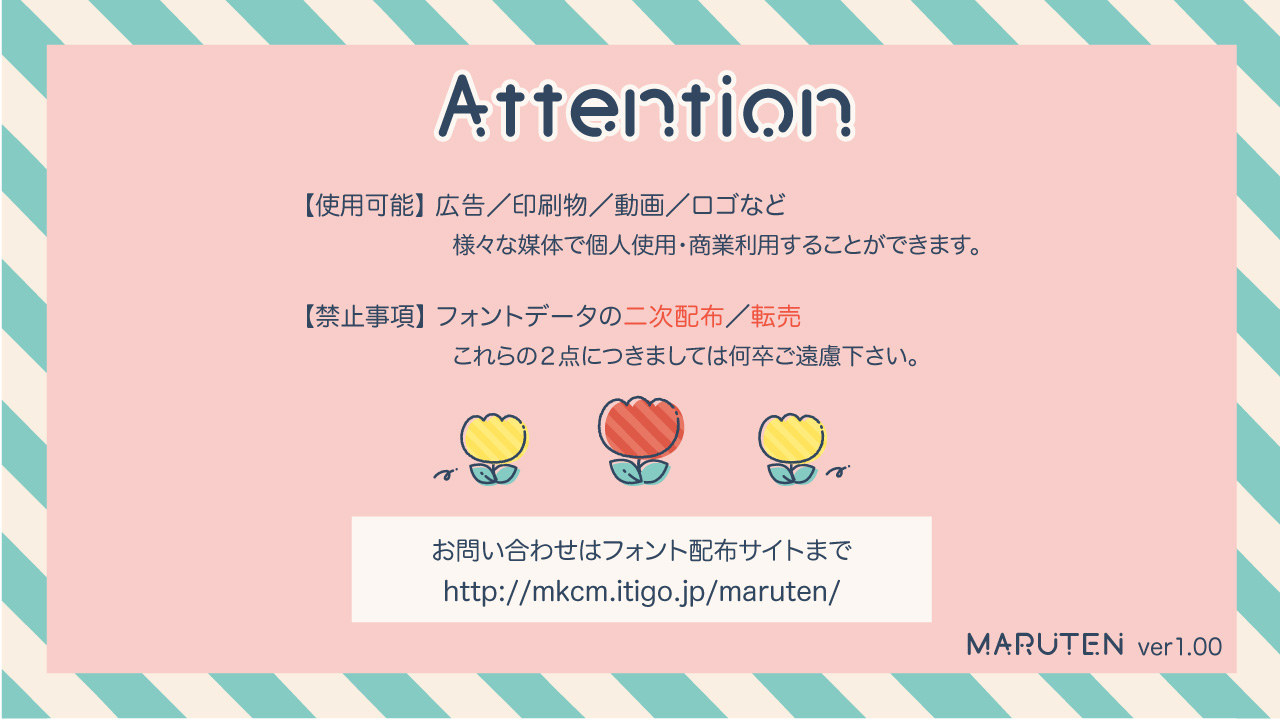 Attention
【使用可能】広告／印刷物／動画／ロゴなど
様々な媒体で個人使用・商業利用することができます。
【禁止事項】フォントデータの二次配布／転売
これらの２点につきましては何卒ご遠慮下さい。
お問い合わせはフォント配布サイトまで
http://mkcm.itigo.jp/maruten/
MARUTEN ver1.00